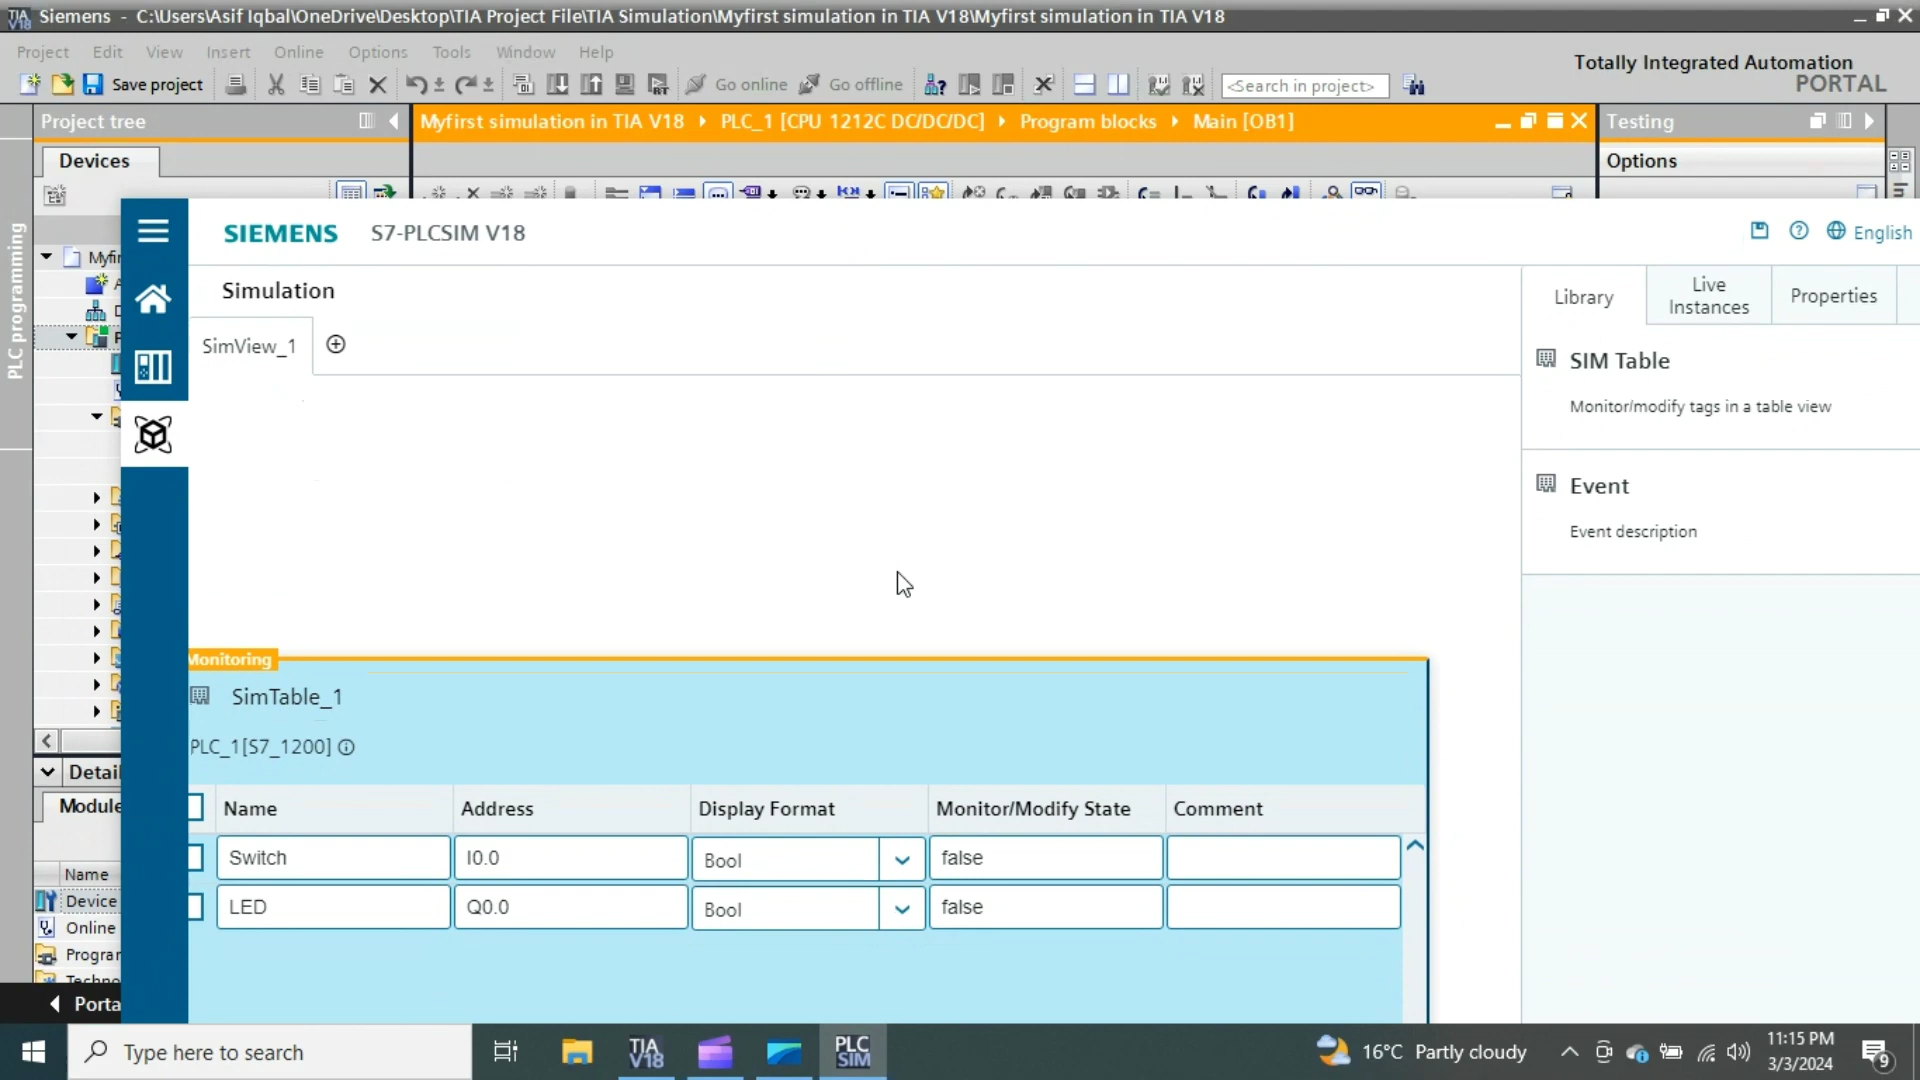 Siemens - C:\Users\Asif Iqbal\OneDrive\Desktop\TIA Project File\TIA Simulation\Myfirst simulation in TIA V18\Myfirst simulation in TIA V18
Project Edit View Insert Online Options Tools Window Help
Totally Integrated Automation
PORTAL
Save project
Go online
Go offline
<Search in project>
Project tree
Myfirst simulation in TIA V18 PLC_1 [CPU 1212C DC/DC/DC] Program blocks Main [OB1]
Testing
Devices
Options
PLC programming
SIEMENS S7-PLCSIM V18
English
Simulation
Library
Live
Instances
Properties
SimView_1
SIM Table
Monitor/modify tags in a table view
Event
Event description
Monitoring
SimTable_1
PLC_1[S7_1200]
Name Address Display Format Monitor/Modify State Comment
Switch I0.0 Bool false
LED Q0.0 Bool false
Detai
Module
Name
Device
Online
Prograr
Techno
Porta
Type here to search
TIA
V18
PLC
SIM
16°C Partly cloudy
11:15 PM
3/3/2024
9